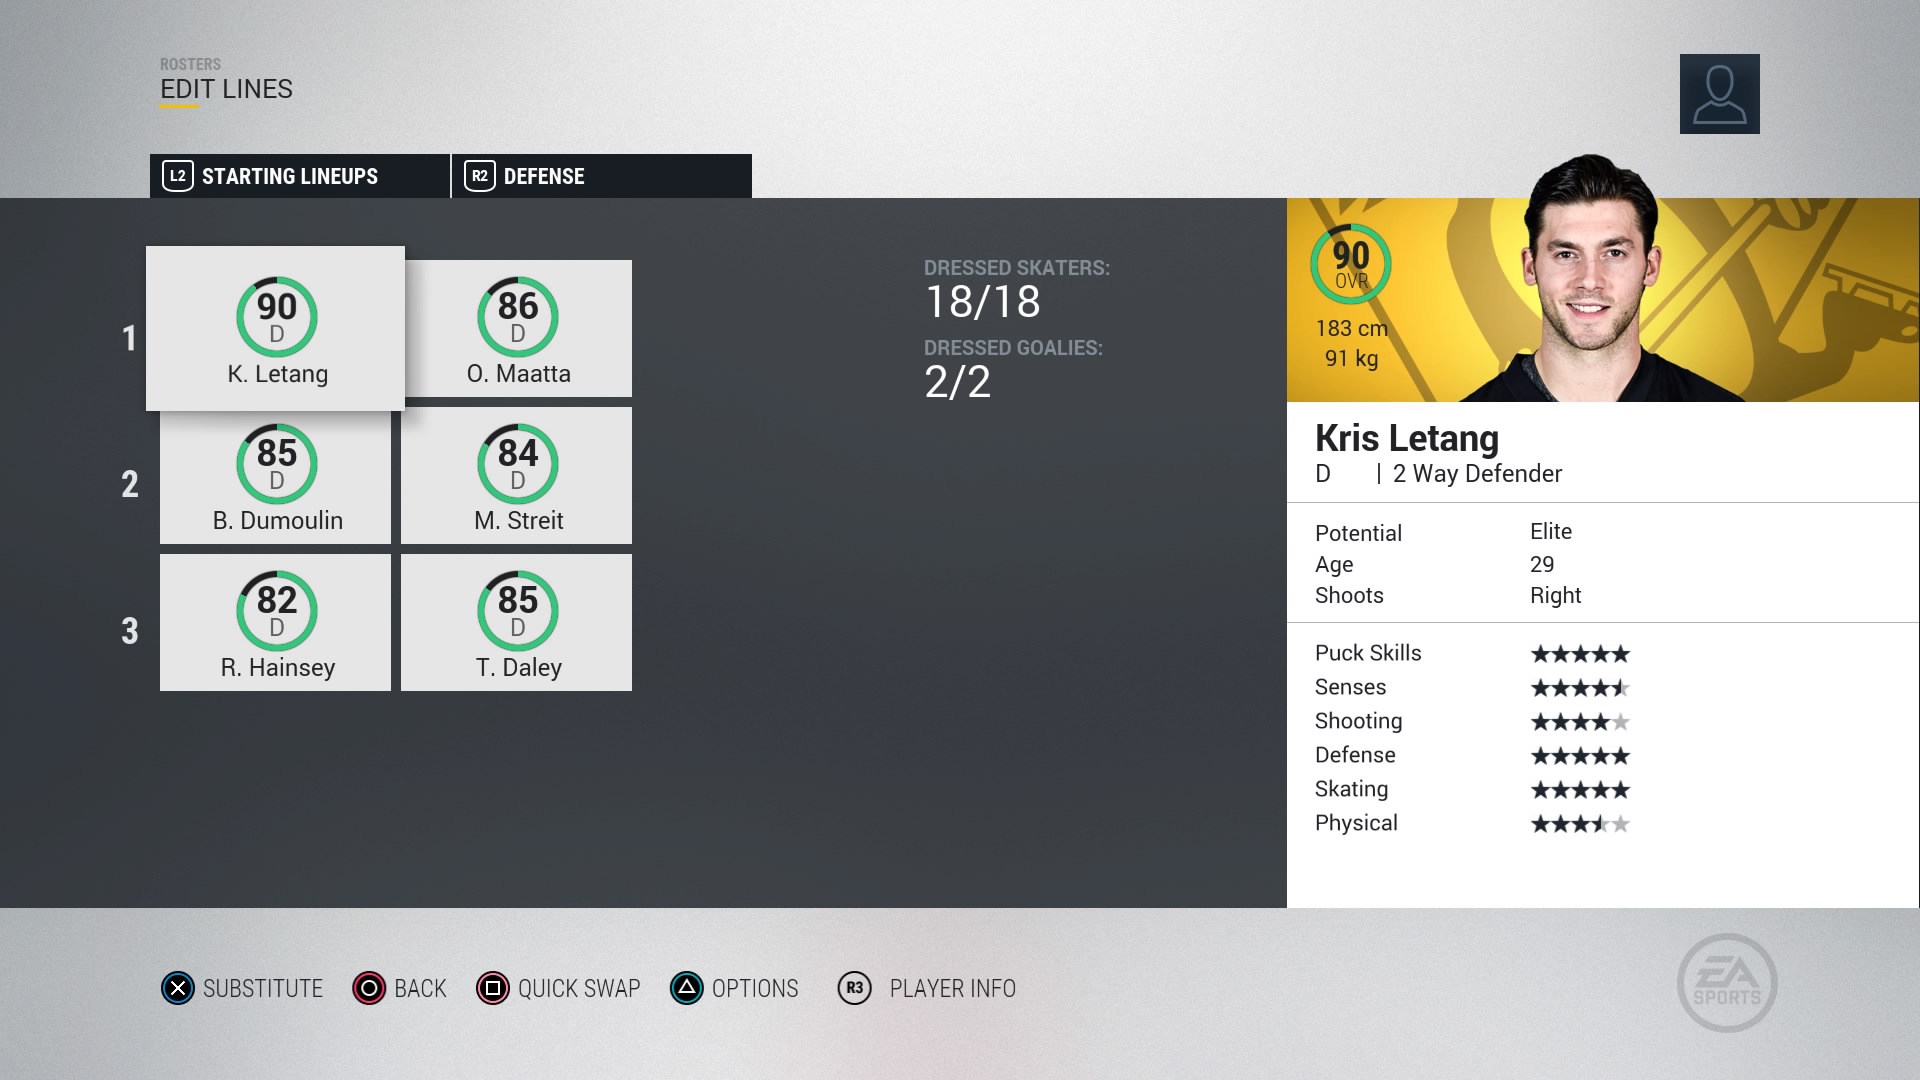 ROSTERS
EDIT LINES
L2 STARTING LINEUPS
R2 DEFENSE
1
90
D
K. Letang
86
D
O. Maatta
2
85
D
B. Dumoulin
84
D
M. Streit
3
82
D
R. Hainsey
85
D
T. Daley
DRESSED SKATERS:
18/18
DRESSED GOALIES:
2/2
90
OVR
183 cm
91 kg
Kris Letang
D | 2 Way Defender
Potential Elite
Age 29
Shoots Right
Puck Skills ★★★★★
Senses
Shooting
Defense
Skating
Physical
SUBSTITUTE BACK QUICK SWAP OPTIONS R3 PLAYER INFO
EA
SPORTS